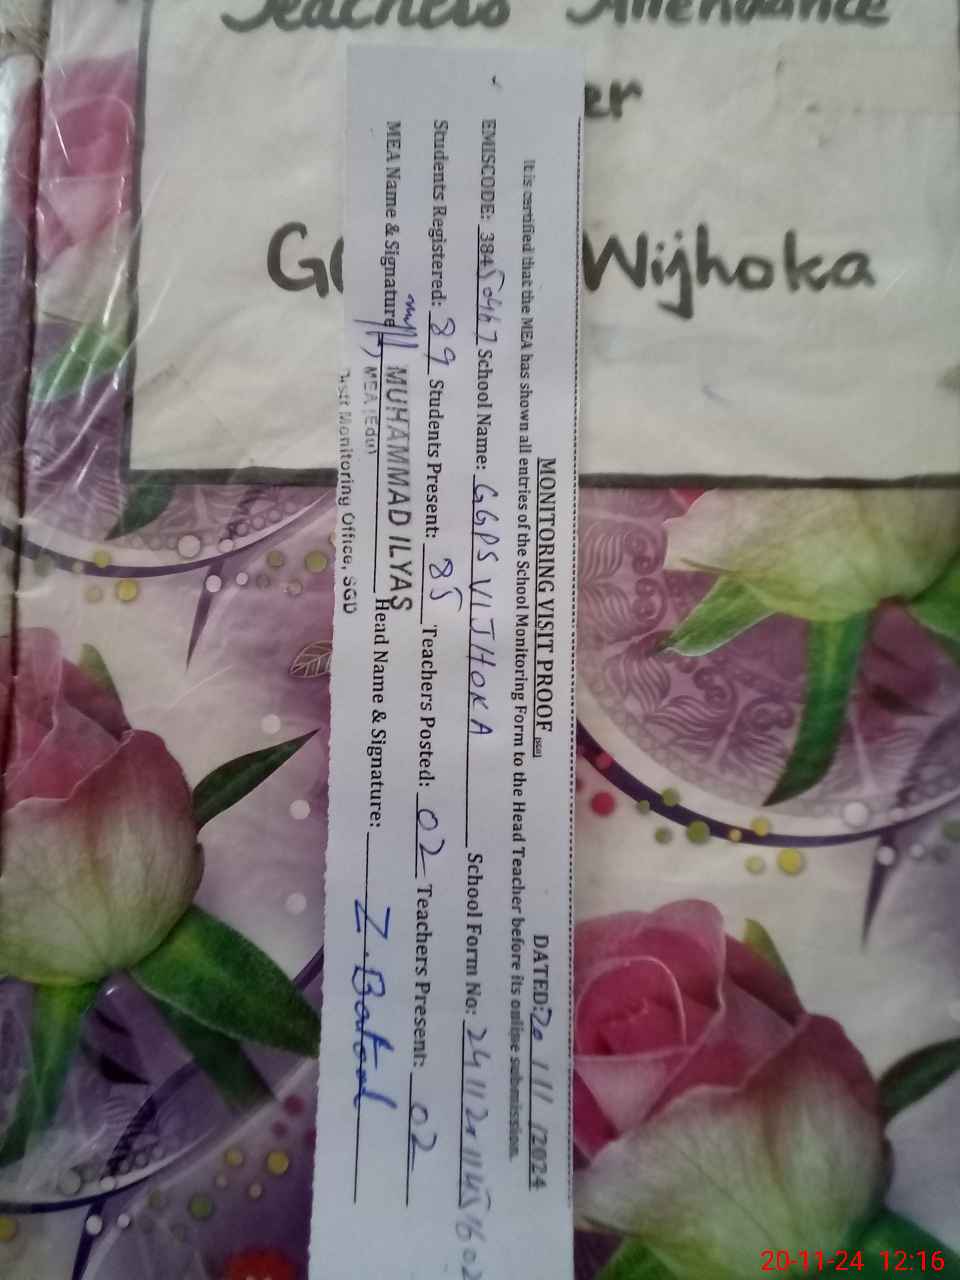 Teachers Attendance
er
G Wijhoka
MONITORING VISIT PROOF DATED: 20/11/2024
It is certified that the MEA has shown all entries of the School Monitoring Form to the Head Teacher before its online submission.
EMISCODE: School Name: GGPS VIJHOKA School Form No:
Students Registered: 89 Students Present: 85 Teachers Posted: 02 Teachers Present: 02
MEA Name & Signature MUHAMMAD ILYAS Head Name & Signature: Z. Batool
MEA (Edu)
Distt Monitoring Office, SGD
20-11-24 12:16